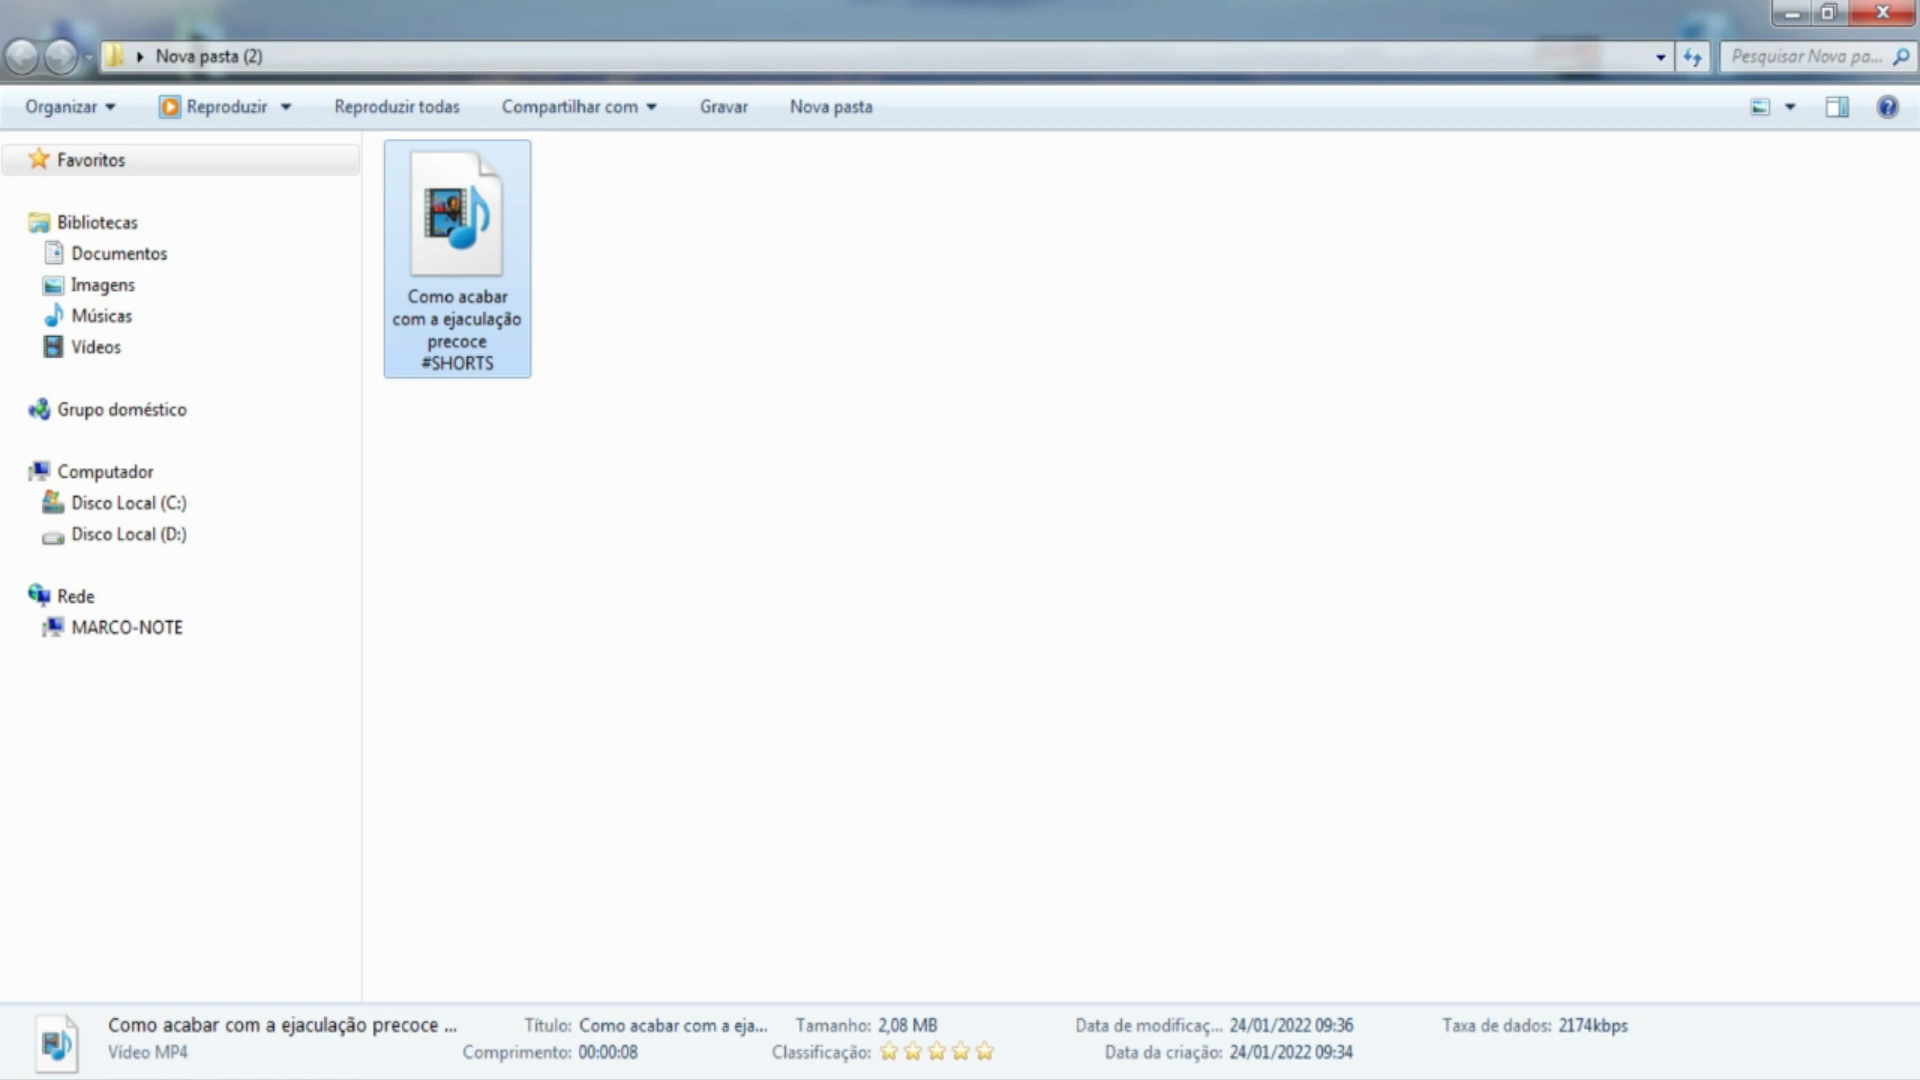 Nova pasta (2)
Pesquisar Nova pa...
Organizar
Reproduzir
Reproduzir todas
Compartilhar com
Gravar
Nova pasta
Favoritos
Bibliotecas
Documentos
Imagens
Músicas
Vídeos
Grupo doméstico
Computador
Disco Local (C:)
Disco Local (D:)
Rede
MARCO-NOTE
Como acabar
com a ejaculação
precoce
#SHORTS
Como acabar com a ejaculação precoce ...
Vídeo MP4
Título: Como acabar com a eja...
Comprimento: 00:00:08
Tamanho: 2,08 MB
Classificação:
Data de modificaç... 24/01/2022 09:36
Data da criação: 24/01/2022 09:34
Taxa de dados: 2174kbps